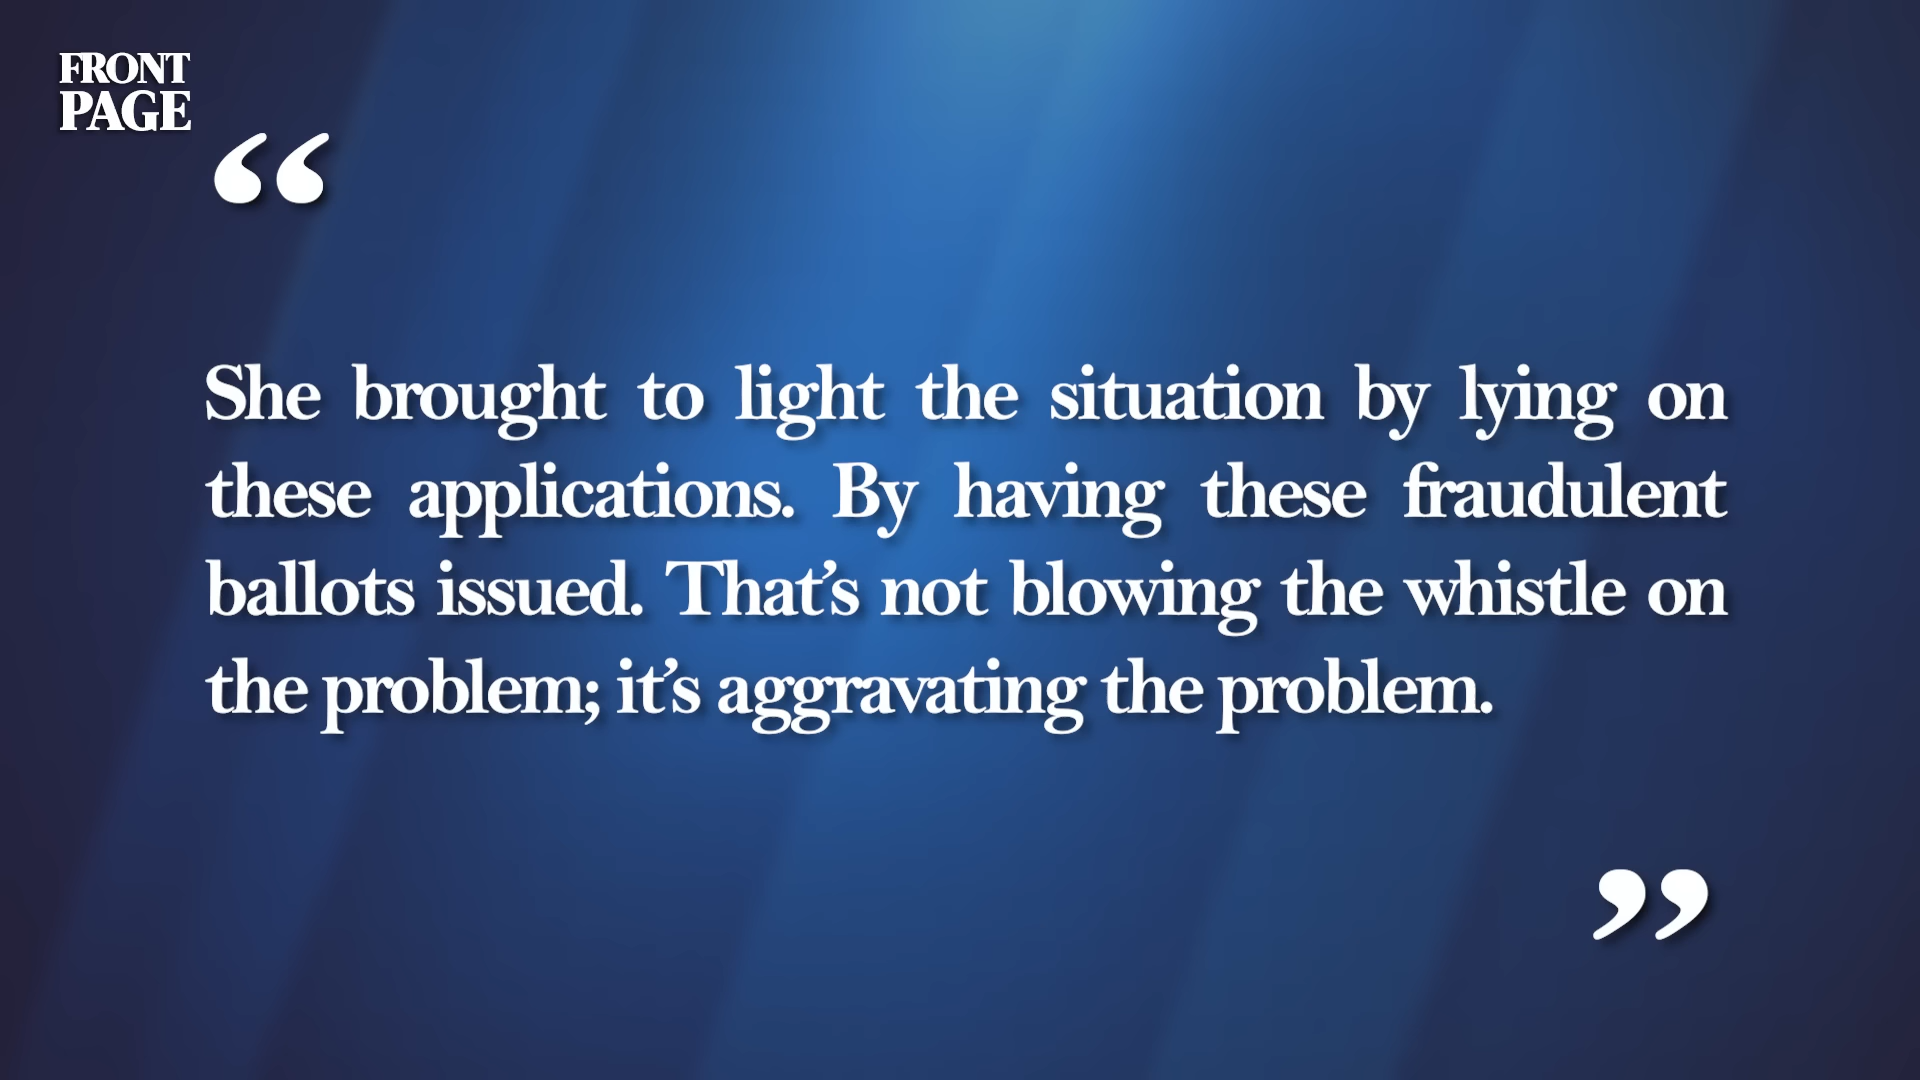 FRONT
PAGE
“
She brought to light the situation by lying on
these applications. By having these fraudulent
ballots issued. That’s not blowing the whistle on
the problem; it’s aggravating the problem.
”